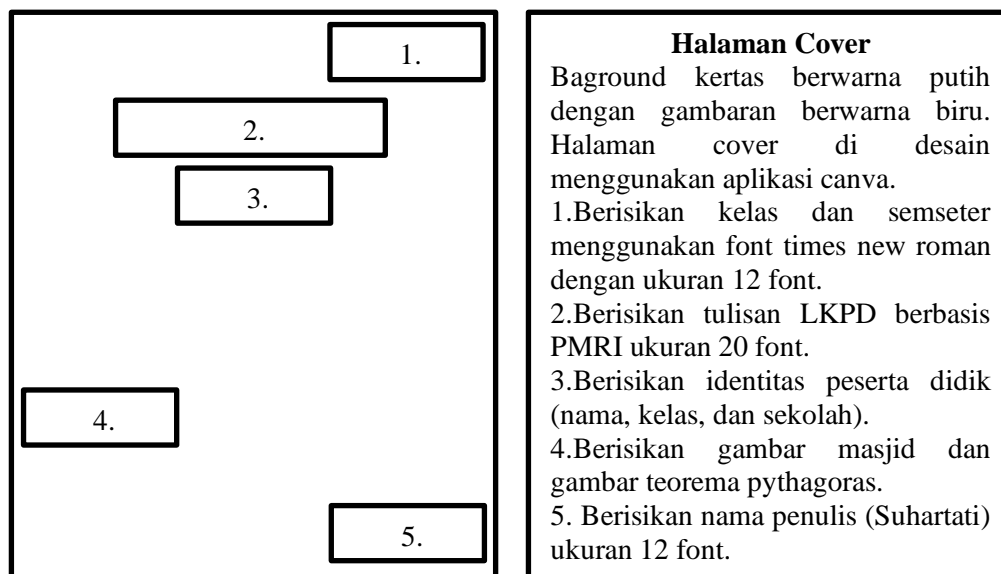 1.
2.
3.
4.
5.
Halaman Cover
Baground kertas berwarna putih
dengan gambaran berwarna biru.
Halaman cover di desain
menggunakan aplikasi canva.
1.Berisikan kelas dan semseter
menggunakan font times new roman
dengan ukuran 12 font.
2.Berisikan tulisan LKPD berbasis
PMRI ukuran 20 font.
3.Berisikan identitas peserta didik
(nama, kelas, dan sekolah).
4.Berisikan gambar masjid dan
gambar teorema pythagoras.
5. Berisikan nama penulis (Suhartati)
ukuran 12 font.